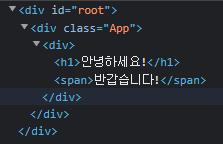 <div id="root">
<div class="App">
<div>
<h1>안녕하세요!</h1>
<span>반갑습니다!</span>
</div>
</div>
</div>